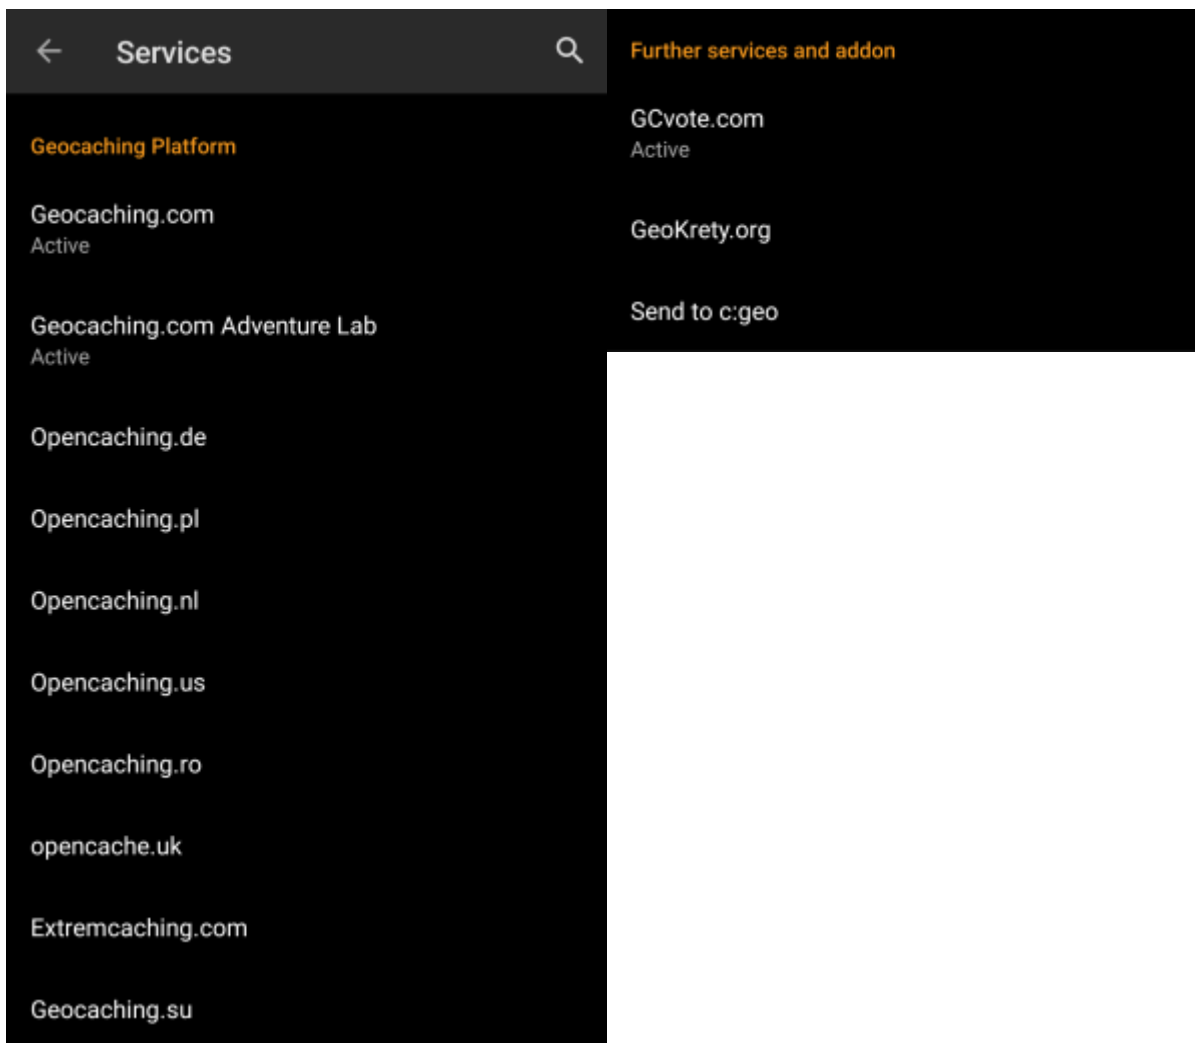 Services
Geocaching Platform
Geocaching.com
Active
Geocaching.com Adventure Lab
Active
Opencaching.de
Opencaching.pl
Opencaching.nl
Opencaching.us
Opencaching.ro
opencache.uk
Extremcaching.com
Geocaching.su
Further services and addon
GCvote.com
Active
GeoKrety.org
Send to c:geo